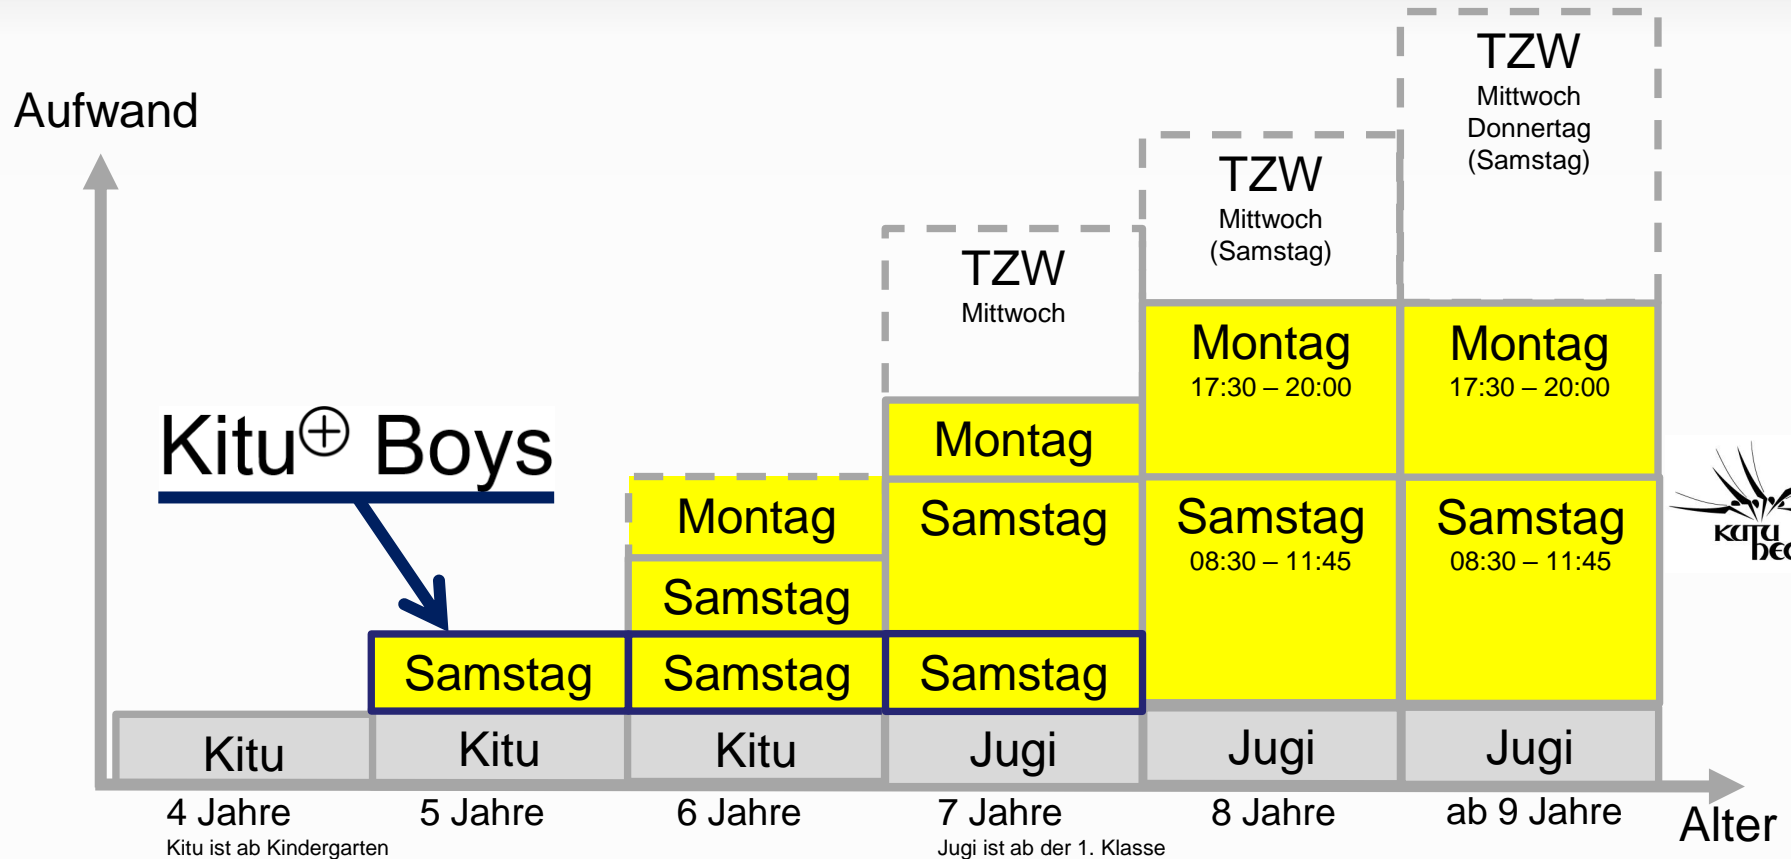 Aufwand
TZW
Mittwoch
Donnertag
(Samstag)
TZW
Mittwoch
(Samstag)
TZW
Mittwoch
Montag
17:30 – 20:00
Montag
17:30 – 20:00
Kitu⊕ Boys
Montag
Montag
Samstag
Samstag
08:30 – 11:45
Samstag
08:30 – 11:45
Samstag
Samstag
Samstag
Samstag
KUTU
Kitu
Kitu
Kitu
Jugi
Jugi
Jugi
4 Jahre
5 Jahre
6 Jahre
7 Jahre
8 Jahre
ab 9 Jahre
Alter
Kitu ist ab Kindergarten
Jugi ist ab der 1. Klasse